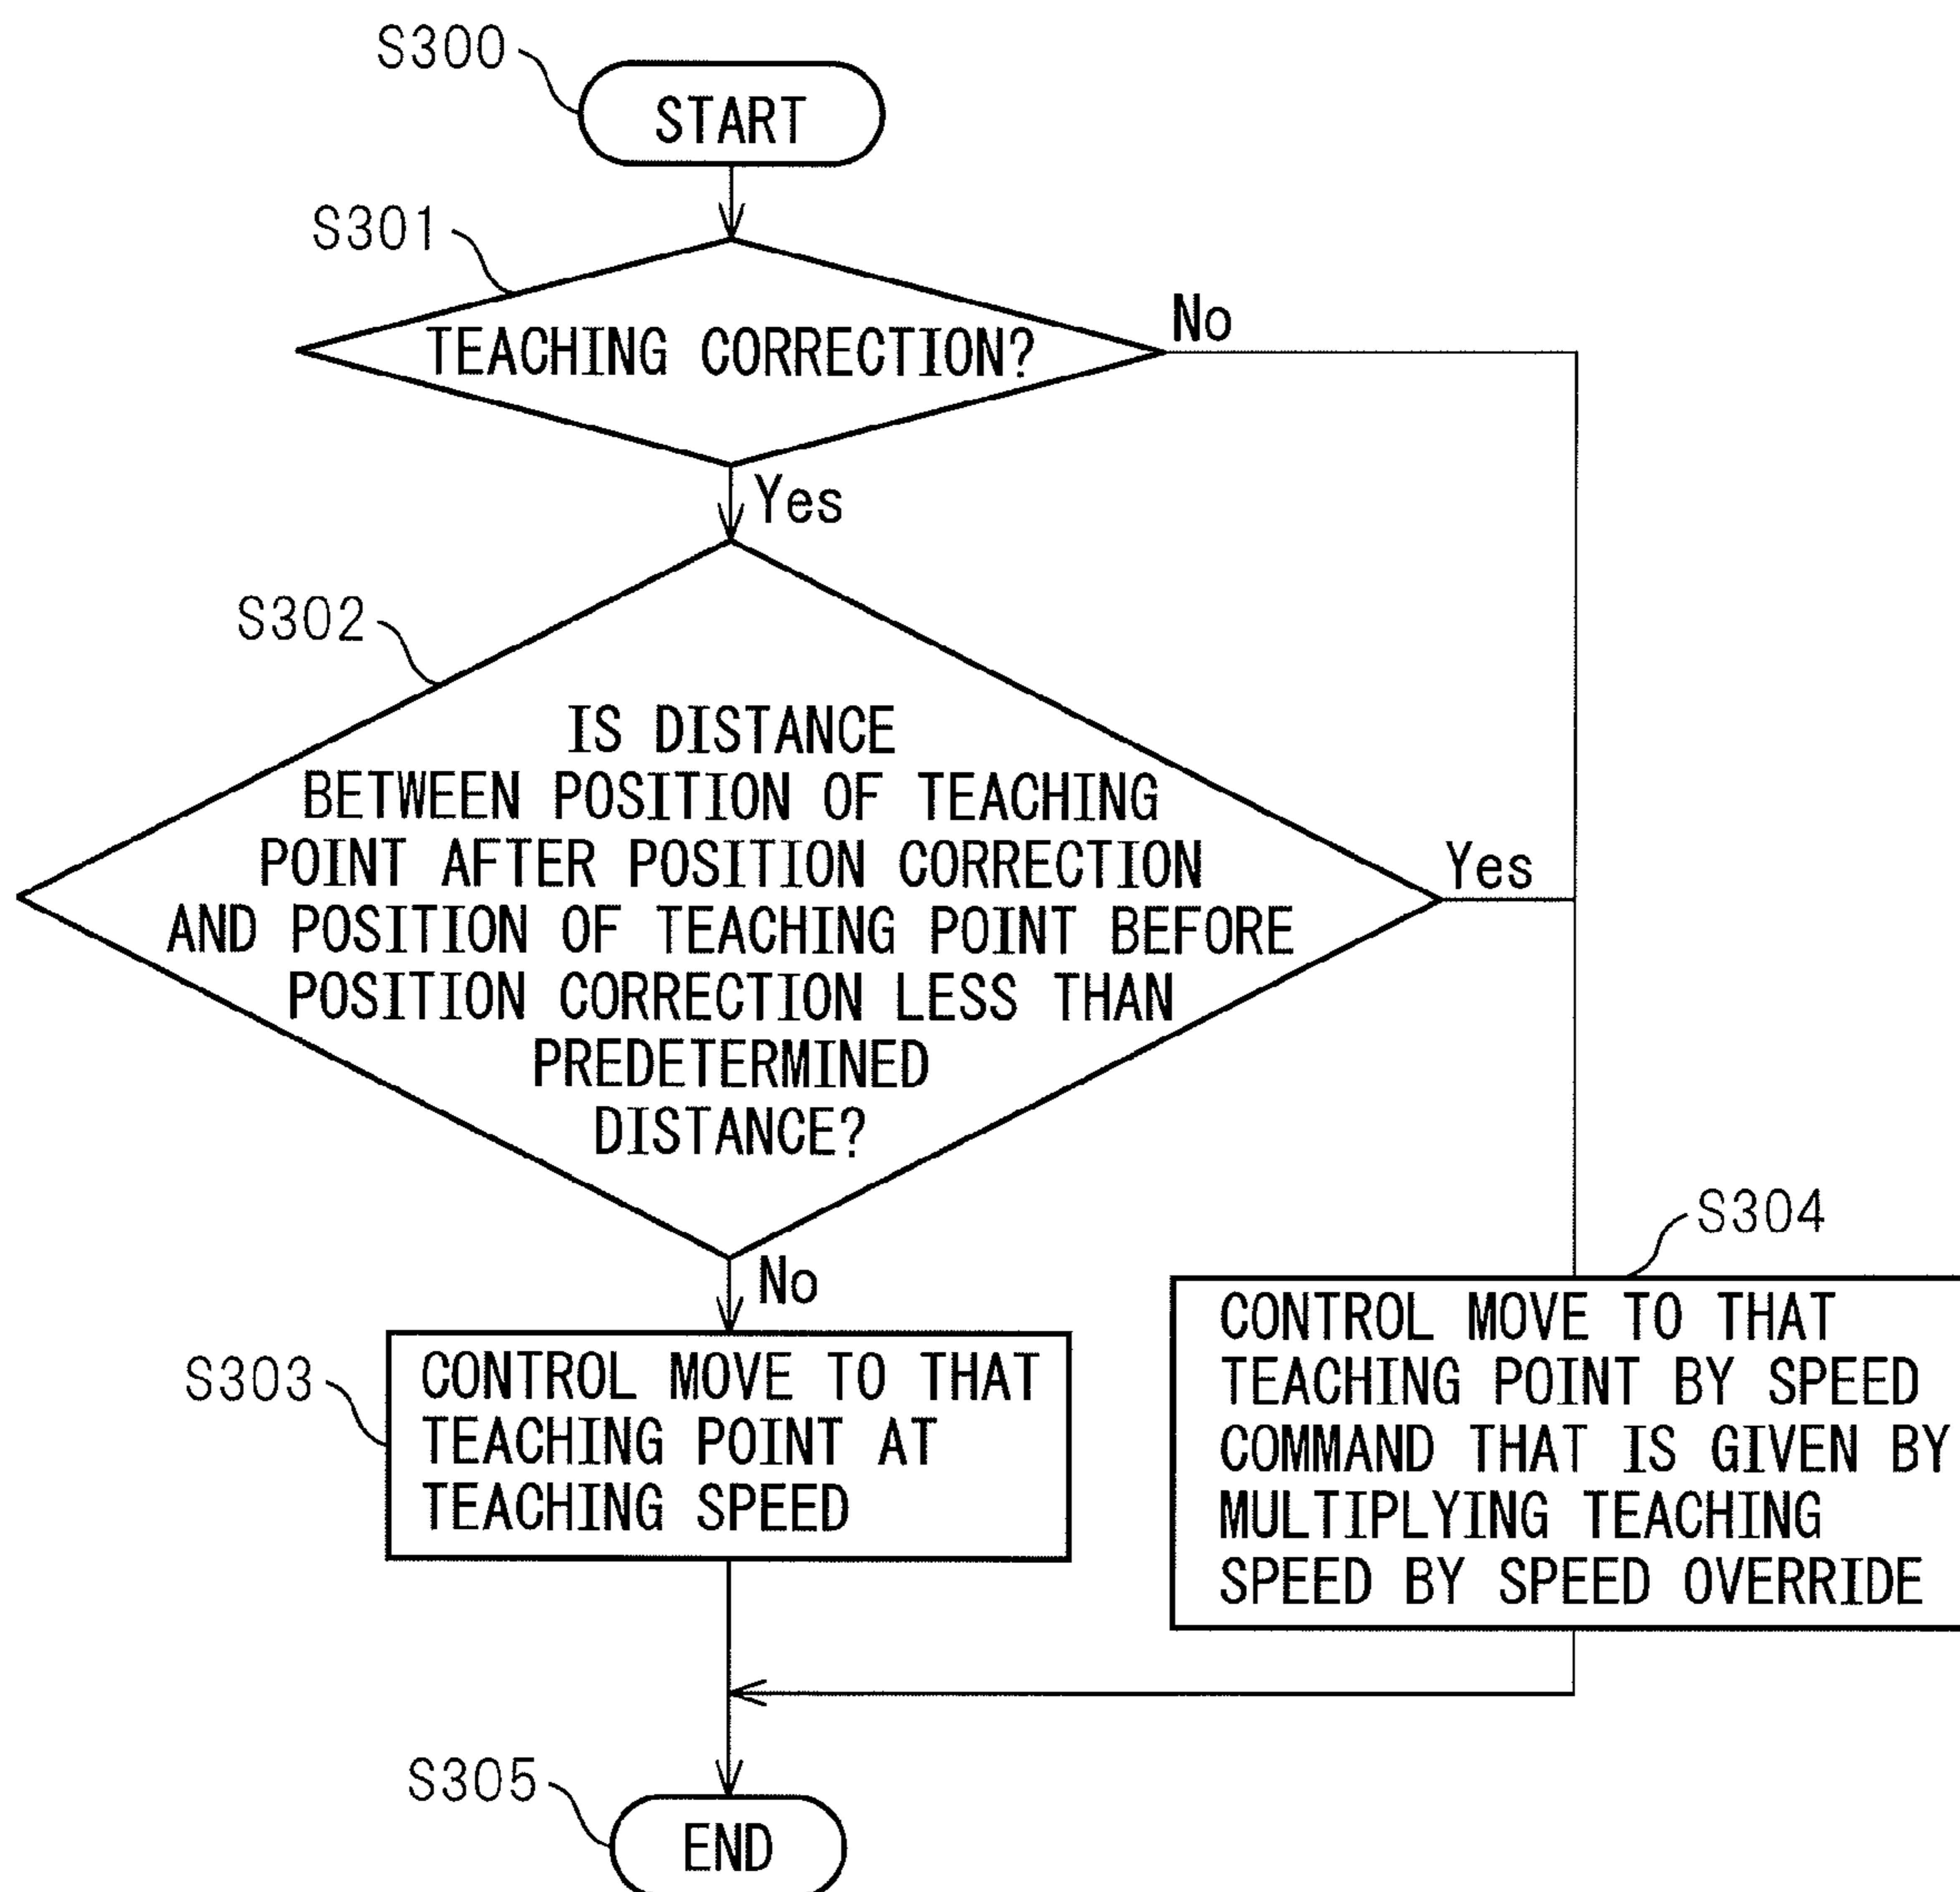 S300
START
S301
TEACHING CORRECTION?
No
Yes
S302
IS DISTANCE
BETWEEN POSITION OF TEACHING
POINT AFTER POSITION CORRECTION
AND POSITION OF TEACHING POINT BEFORE
POSITION CORRECTION LESS THAN
PREDETERMINED
DISTANCE?
Yes
No
S303
CONTROL MOVE TO THAT
TEACHING POINT AT
TEACHING SPEED
S304
CONTROL MOVE TO THAT
TEACHING POINT BY SPEED
COMMAND THAT IS GIVEN BY
MULTIPLYING TEACHING
SPEED BY SPEED OVERRIDE
S305
END